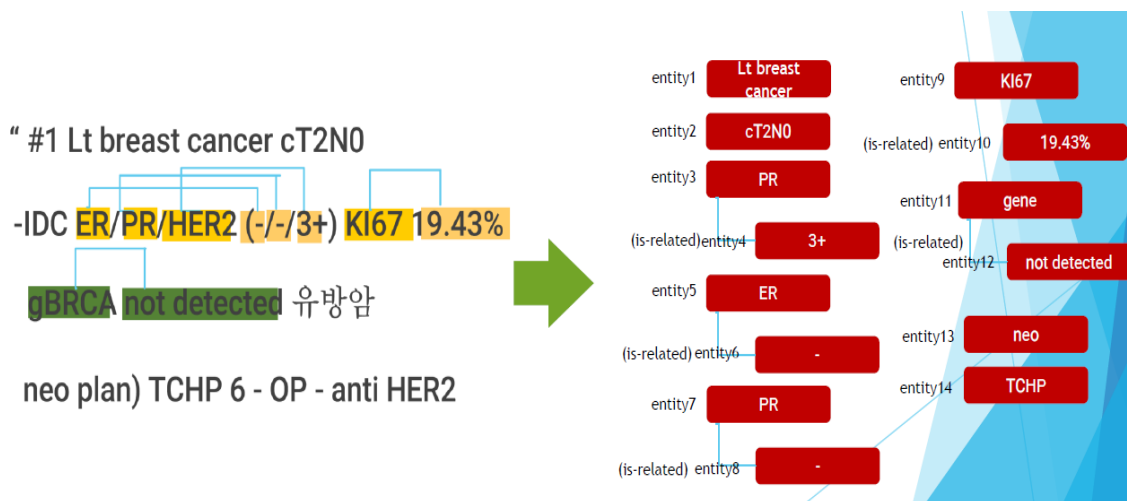 “ #1 Lt breast cancer cT2N0
-IDC ER/PR/HER2 (-/-/3+) KI67 19.43%
gBRCA not detected 유방암
neo plan) TCHP 6 - OP - anti HER2
entity1 Lt breast
cancer
entity2 cT2N0
entity3 PR
(is-related) entity4 3+
entity5 ER
(is-related) entity6 -
entity7 PR
(is-related) entity8 -
entity9 KI67
(is-related) entity10 19.43%
entity11 gene
(is-related)
entity12 not detected
entity13 neo
entity14 TCHP